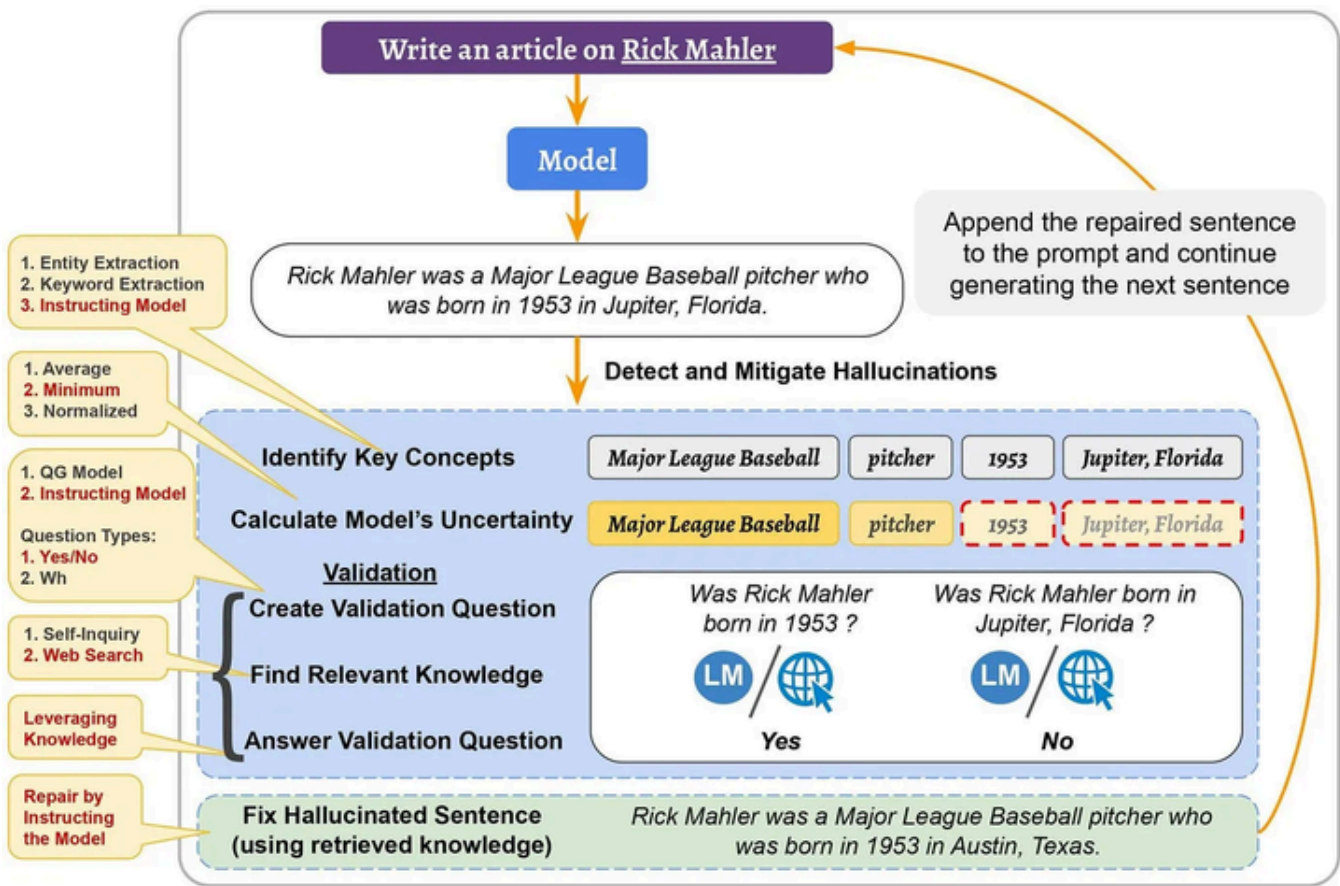 Write an article on Rick Mahler
Model
Append the repaired sentence
to the prompt and continue
generating the next sentence
1. Entity Extraction
2. Keyword Extraction
3. Instructing Model
Rick Mahler was a Major League Baseball pitcher who
was born in 1953 in Jupiter, Florida.
Detect and Mitigate Hallucinations
1. Average
2. Minimum
3. Normalized
Identify Key Concepts
Major League Baseball
pitcher
1953
Jupiter, Florida
1. QG Model
2. Instructing Model
Question Types:
1. Yes/No
2. Wh
Calculate Model's Uncertainty
Major League Baseball
pitcher
1953
Jupiter, Florida
Validation
Create Validation Question
Was Rick Mahler
born in 1953 ?
Was Rick Mahler born in
Jupiter, Florida ?
1. Self-Inquiry
2. Web Search
Find Relevant Knowledge
LM
LM
Leveraging
Knowledge
Answer Validation Question
Yes
No
Repair by
Instructing
the Model
Fix Hallucinated Sentence
(using retrieved knowledge)
Rick Mahler was a Major League Baseball pitcher who
was born in 1953 in Austin, Texas.